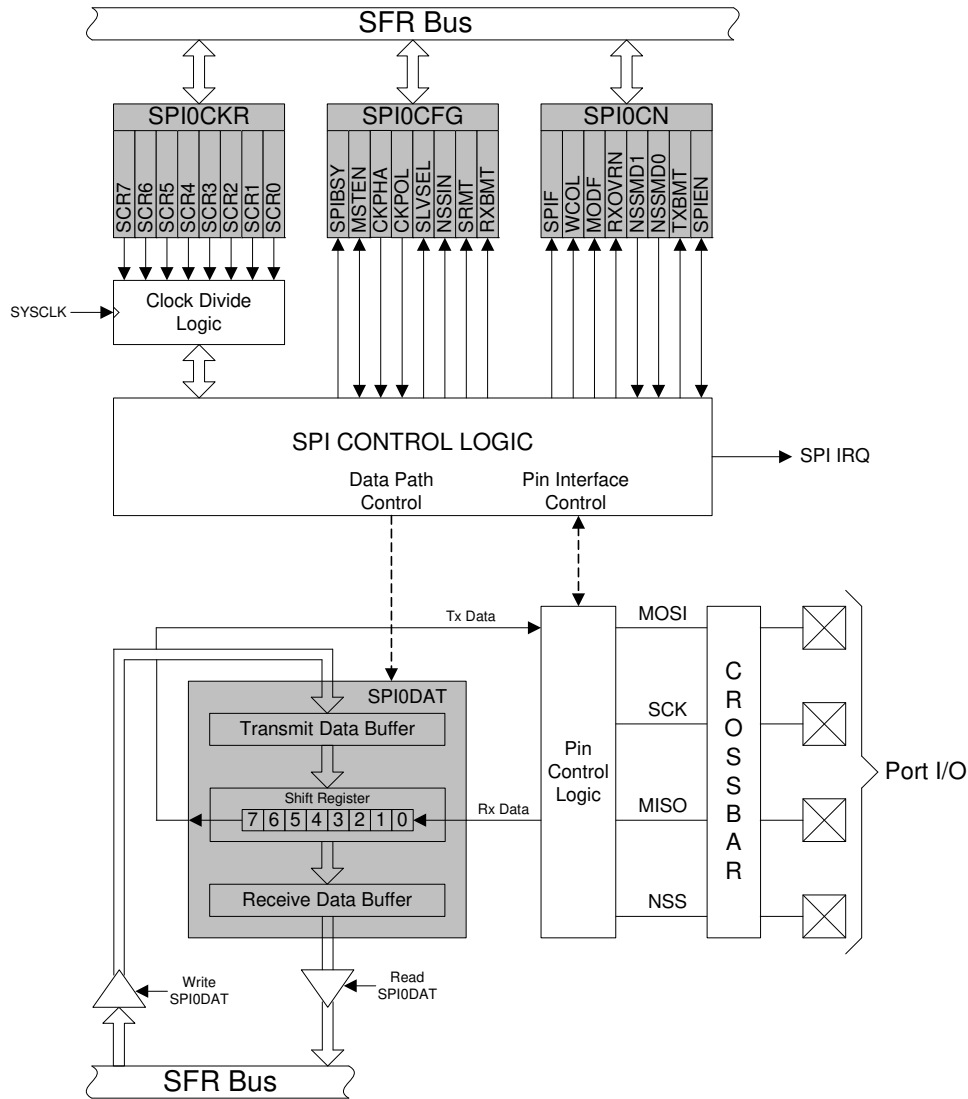 SFR Bus
SPI0CKR
SPI0CFG
SPI0CN
SCR7
SCR6
SCR5
SCR4
SCR3
SCR2
SCR1
SCR0
SPIBSY
MSTEN
CKPHA
CKPOL
SLVSEL
NSSIN
SRMT
RXBMT
SPIF
WCOL
MODF
RXOVRN
NSSMD1
NSSMD0
TXBMT
SPIEN
SYSCLK
Clock Divide
Logic
SPI CONTROL LOGIC
SPI IRQ
Data Path
Control
Pin Interface
Control
Tx Data
MOSI
SPI0DAT
Transmit Data Buffer
SCK
Shift Register
7 6 5 4 3 2 1 0
Rx Data
Pin
Control
Logic
MISO
Receive Data Buffer
NSS
CROSSBAR
Port I/O
Write
SPI0DAT
Read
SPI0DAT
SFR Bus